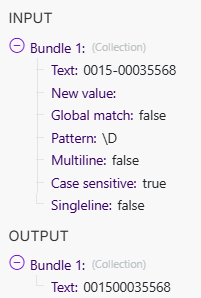 INPUT
Bundle 1: (Collection)
Text: 0015-00035568
New value:
Global match: false
Pattern: \D
Multiline: false
Case sensitive: true
Singleline: false
OUTPUT
Bundle 1: (Collection)
Text: 001500035568